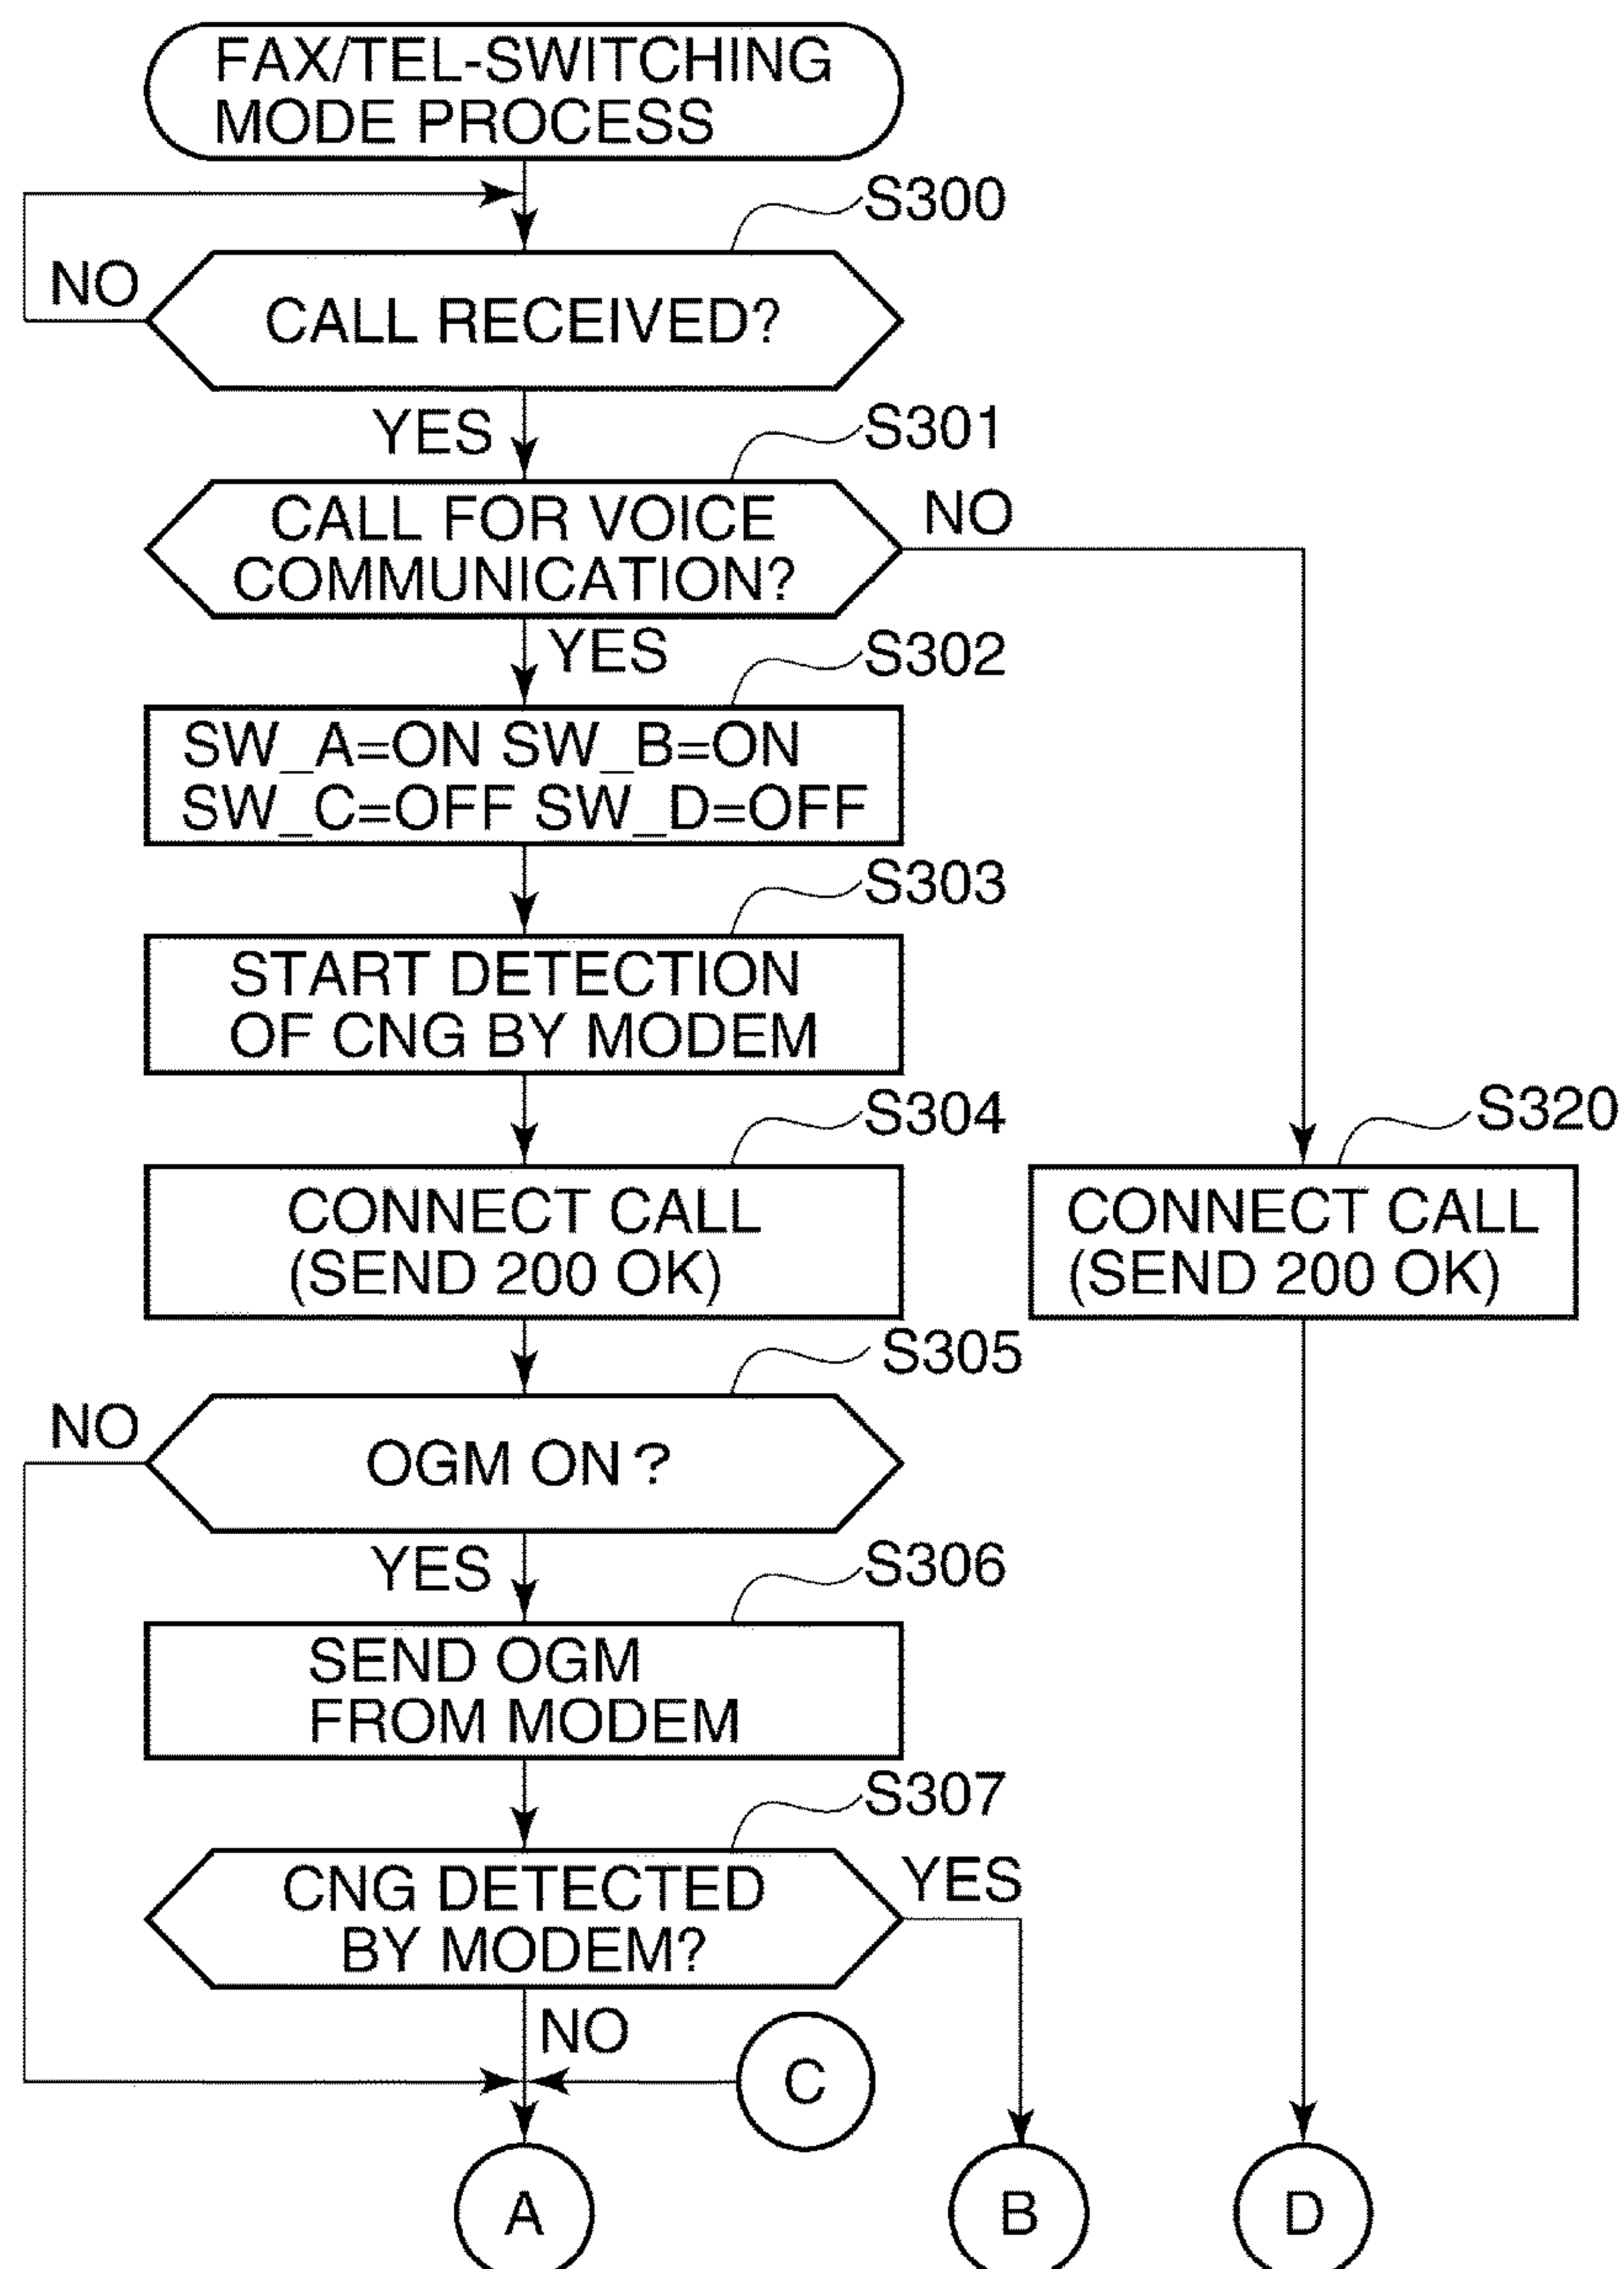 FAX/TEL-SWITCHING
MODE PROCESS
S300
NO
CALL RECEIVED?
YES
S301
CALL FOR VOICE
COMMUNICATION?
NO
YES
S302
SW_A=ON SW_B=ON
SW_C=OFF SW_D=OFF
S303
START DETECTION
OF CNG BY MODEM
S304
CONNECT CALL
(SEND 200 OK)
S320
CONNECT CALL
(SEND 200 OK)
S305
NO
OGM ON?
YES
S306
SEND OGM
FROM MODEM
S307
CNG DETECTED
BY MODEM?
YES
NO
C
A
B
D